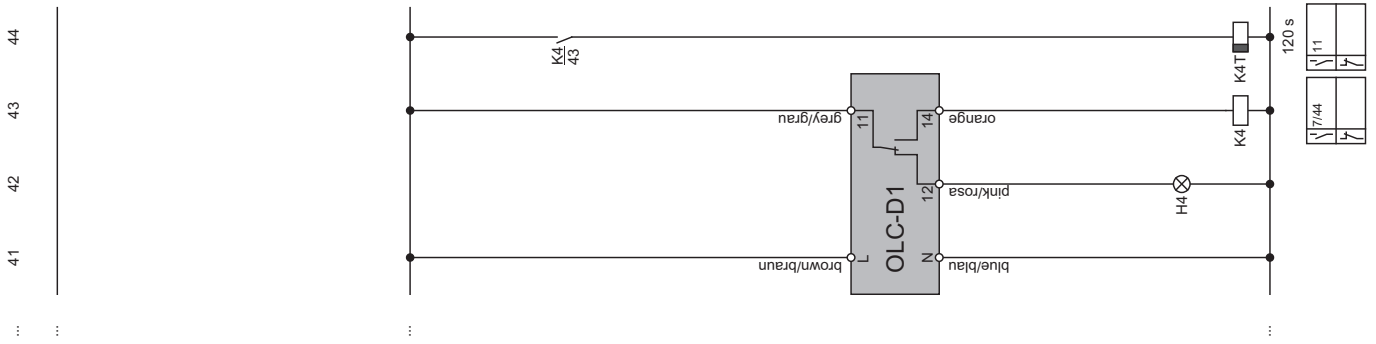 44
K4
43
K4T
120 s
11
43
grey/grau
11
14
orange
K4
7/44
42
12
pink/rosa
H4
OLC-D1
41
brown/braun
L
N
blue/blau
...
...
...
...